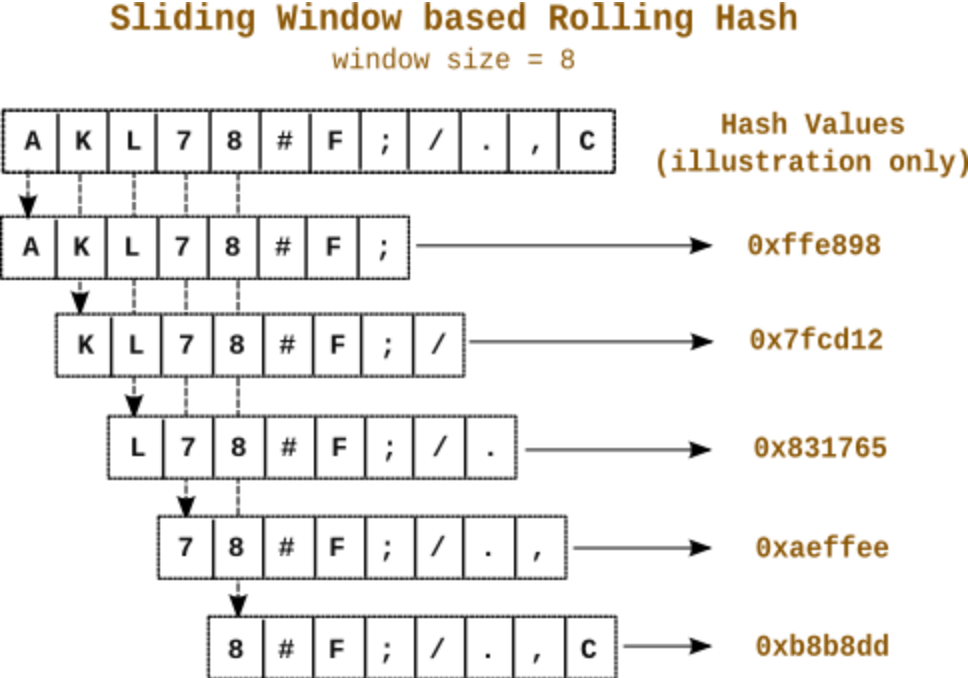 Sliding Window based Rolling Hash
window size = 8
A K L 7 8 # F ; / . , C
Hash Values
(illustration only)
A K L 7 8 # F ; 0xffe898
K L 7 8 # F ; / 0x7fcd12
L 7 8 # F ; / . 0x831765
7 8 # F ; / . , 0xaeffee
8 # F ; / . , C 0xb8b8dd